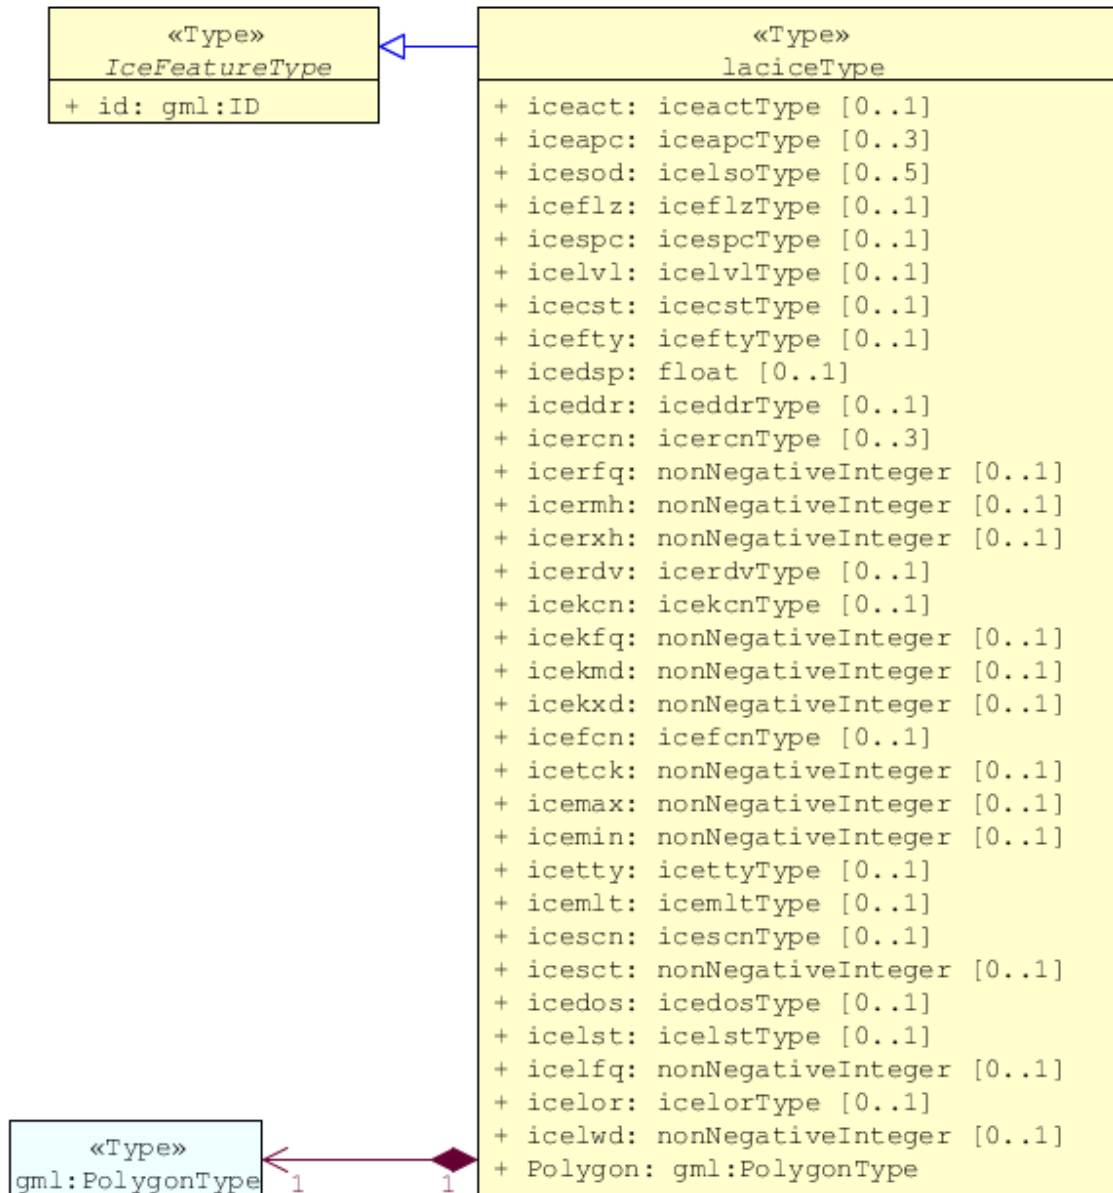 «Type»
IceFeatureType
+ id: gml:ID
«Type»
laciceType
+ iceact: iceactType [0..1]
+ iceapc: iceapcType [0..3]
+ icesod: icelsoType [0..5]
+ iceflz: iceflzType [0..1]
+ icespc: icespcType [0..1]
+ icelvl: icelvlType [0..1]
+ icecst: icecstType [0..1]
+ icefty: iceftyType [0..1]
+ icedsp: float [0..1]
+ iceddr: iceddrType [0..1]
+ icercn: icercnType [0..3]
+ icerfq: nonNegativeInteger [0..1]
+ icermh: nonNegativeInteger [0..1]
+ icerxh: nonNegativeInteger [0..1]
+ icerdv: icerdvType [0..1]
+ icekcn: icekcnType [0..1]
+ icekfq: nonNegativeInteger [0..1]
+ icekmd: nonNegativeInteger [0..1]
+ icekxd: nonNegativeInteger [0..1]
+ icefcn: icefcnType [0..1]
+ icetck: nonNegativeInteger [0..1]
+ icemax: nonNegativeInteger [0..1]
+ icemin: nonNegativeInteger [0..1]
+ icetty: icettyType [0..1]
+ icemlt: icemltType [0..1]
+ icescn: icescnType [0..1]
+ icesct: nonNegativeInteger [0..1]
+ icedos: icedosType [0..1]
+ icelst: icelstType [0..1]
+ icelfq: nonNegativeInteger [0..1]
+ icelor: icelorType [0..1]
+ icelwd: nonNegativeInteger [0..1]
+ Polygon: gml:PolygonType
«Type»
gml:PolygonType
1
1